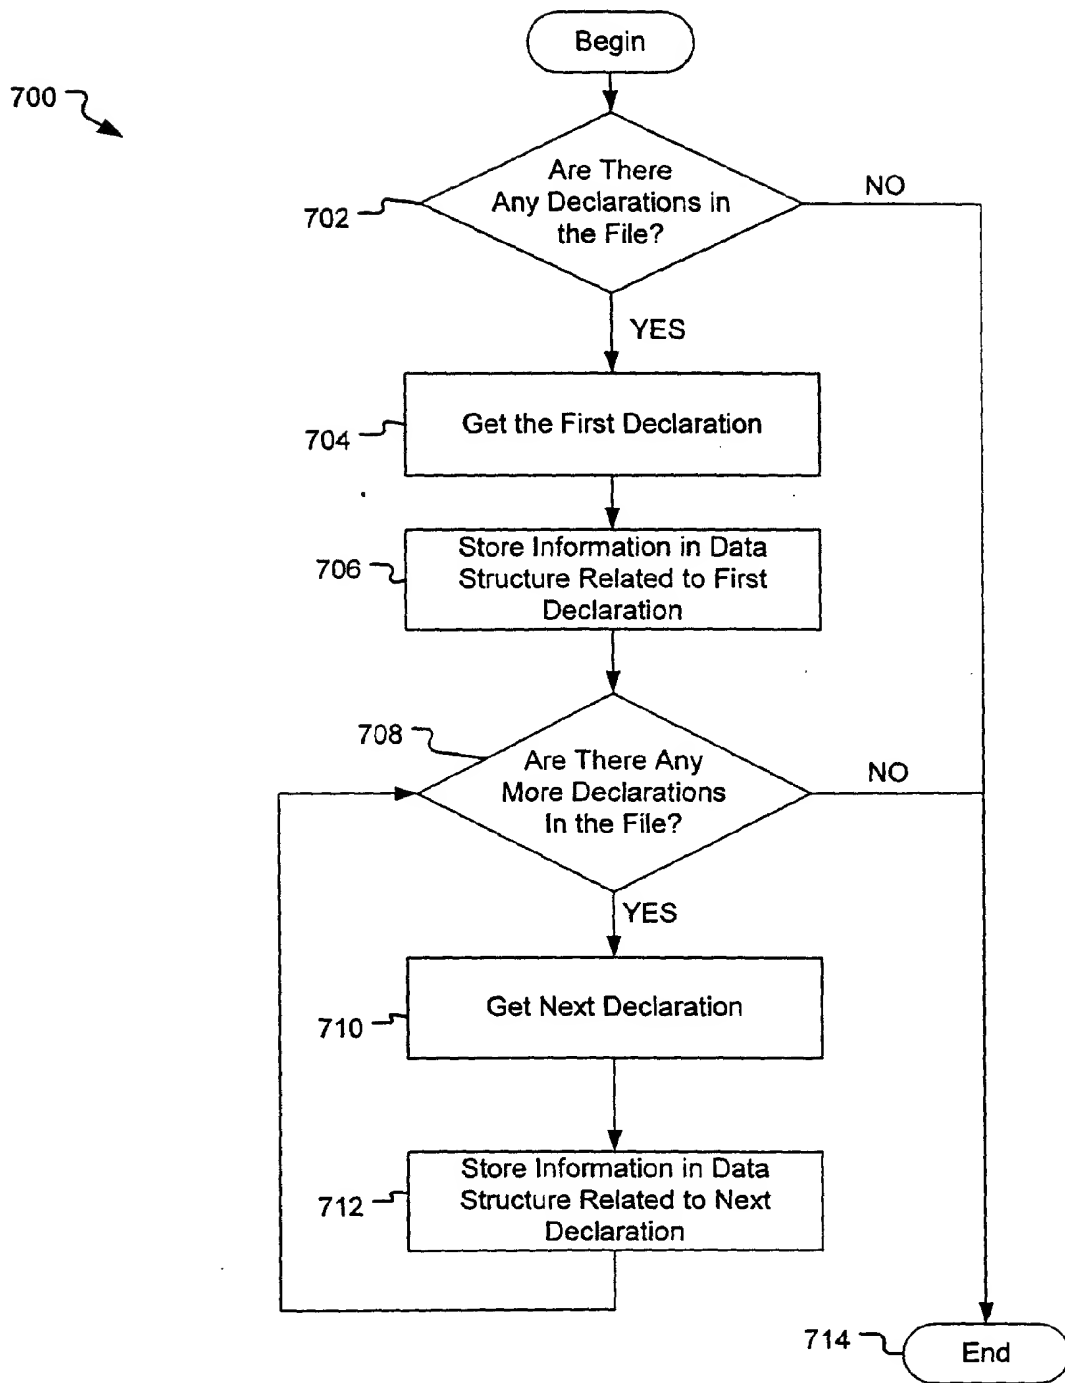 Begin
700
Are There
Any Declarations in
the File?
NO
702
YES
Get the First Declaration
704
Store Information in Data
Structure Related to First
Declaration
706
708
Are There Any
More Declarations
In the File?
NO
YES
Get Next Declaration
710
Store Information in Data
Structure Related to Next
Declaration
712
714
End